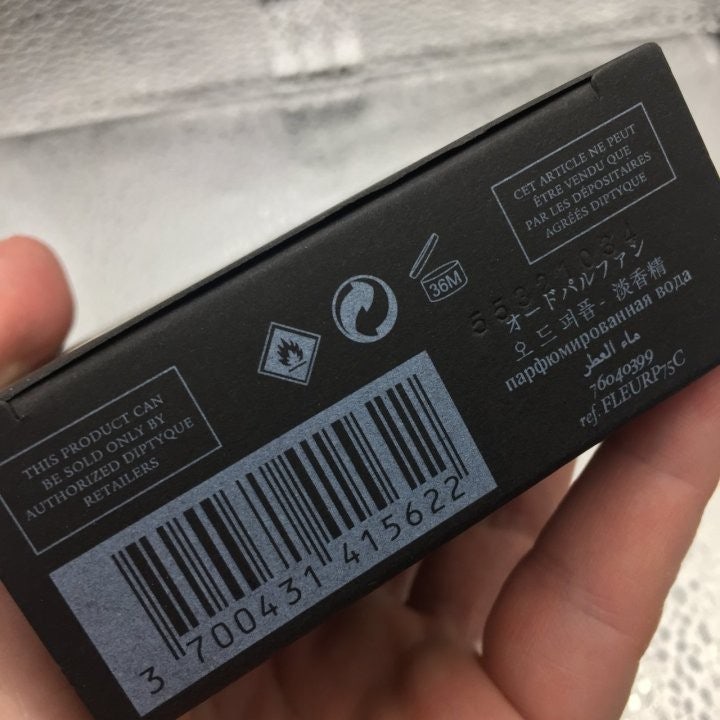 CET ARTICLE NE PEUT
ÊTRE VENDU QUE
PAR LES DÉPOSITAIRES
AGRÉÉS DIPTYQUE
36M
オードパルファン
오 드 퍼퓸 - 淡香精
парфюмированная вода
ماء العطر
76040399
ref. FLEURP75C
THIS PRODUCT CAN
BE SOLD ONLY BY
AUTHORIZED DIPTYQUE
RETAILERS
3 700431 415622